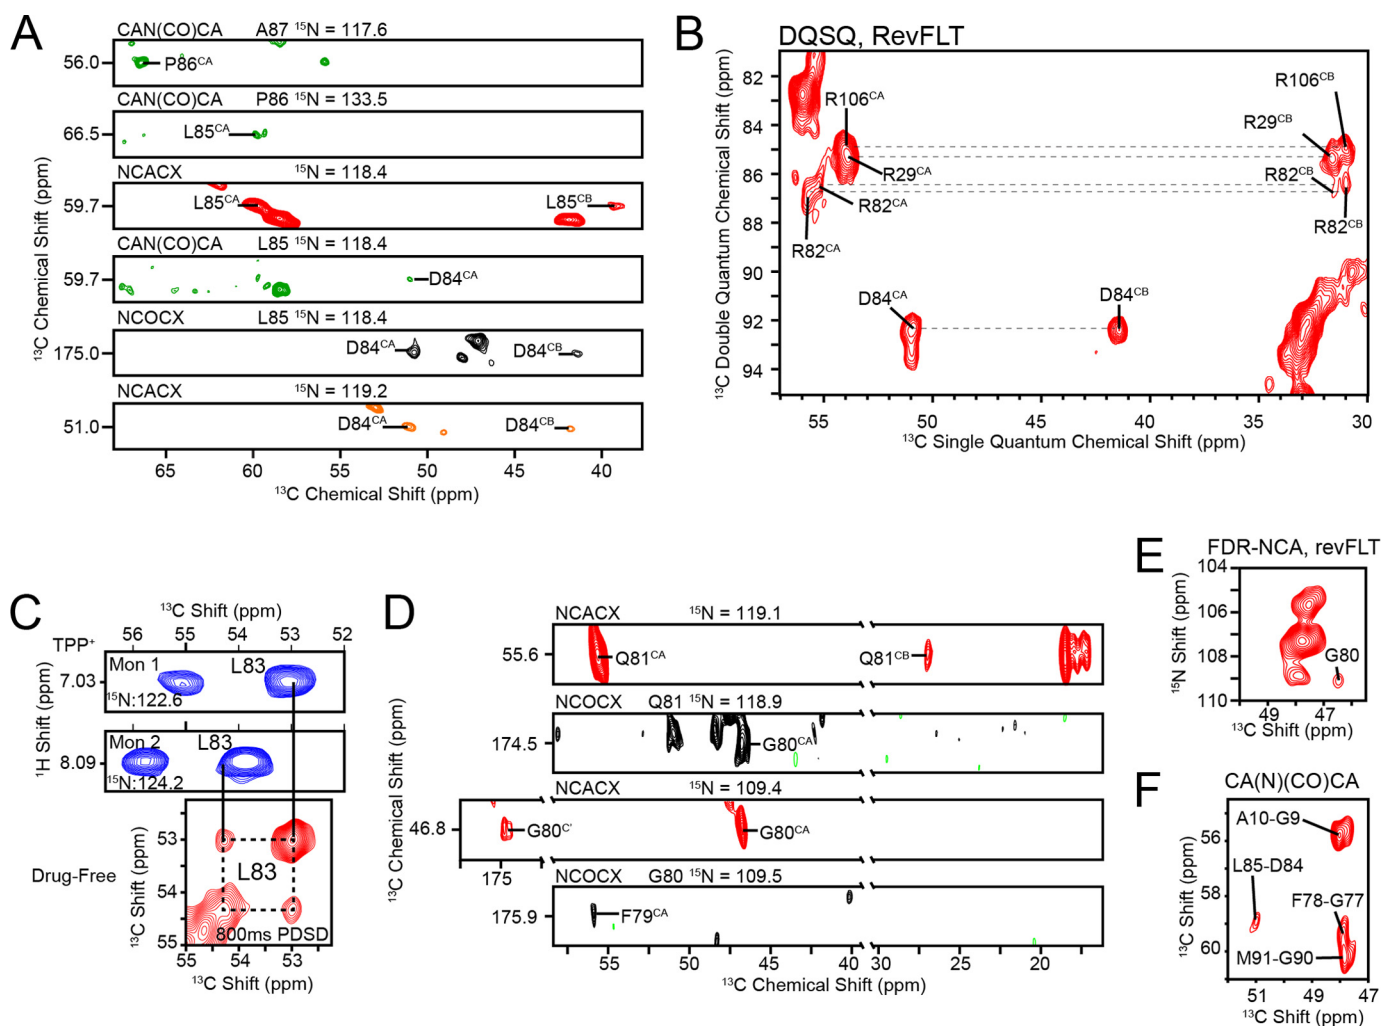 A
CAN(CO)CA A87 ¹⁵N = 117.6
56.0
P86ᶜᴬ
CAN(CO)CA P86 ¹⁵N = 133.5
66.5
L85ᶜᴬ
NCACX ¹⁵N = 118.4
59.7
L85ᶜᴬ
L85ᶜᴮ
CAN(CO)CA L85 ¹⁵N = 118.4
59.7
D84ᶜᴬ
NCOCX L85 ¹⁵N = 118.4
175.0
D84ᶜᴬ
D84ᶜᴮ
NCACX ¹⁵N = 119.2
51.0
D84ᶜᴬ
D84ᶜᴮ
65 60 55 50 45 40
¹³C Chemical Shift (ppm)
¹³C Chemical Shift (ppm)
B
DQSQ, RevFLT
82
84
86
88
90
92
94
¹³C Double Quantum Chemical Shift (ppm)
R106ᶜᴬ
R106ᶜᴮ
R29ᶜᴮ
R29ᶜᴬ
R82ᶜᴮ
R82ᶜᴬ
R82ᶜᴮ
R82ᶜᴬ
D84ᶜᴬ
D84ᶜᴮ
55 50 45 40 35 30
¹³C Single Quantum Chemical Shift (ppm)
C
¹³C Shift (ppm)
56 55 54 53 52
TPP⁺
Mon 1
L83
7.03
¹⁵N:122.6
Mon 2
L83
8.09
¹⁵N:124.2
¹H Shift (ppm)
53
54
55
¹³C Shift (ppm)
Drug-Free
L83
800ms PDSD
55 54 53
¹³C Shift (ppm)
D
NCACX ¹⁵N = 119.1
55.6
Q81ᶜᴬ
Q81ᶜᴮ
NCOCX Q81 ¹⁵N = 118.9
174.5
G80ᶜᴬ
NCACX ¹⁵N = 109.4
46.8
G80ᶜ'
G80ᶜᴬ
175
NCOCX G80 ¹⁵N = 109.5
175.9
F79ᶜᴬ
55 50 45 40 30 25 20
¹³C Chemical Shift (ppm)
¹³C Chemical Shift (ppm)
E
FDR-NCA, revFLT
104
106
108
110
¹⁵N Shift (ppm)
G80
49 47
¹³C Shift (ppm)
F
CA(N)(CO)CA
56
58
60
¹³C Shift (ppm)
A10-G9
L85-D84
F78-G77
M91-G90
51 49 47
¹³C Shift (ppm)